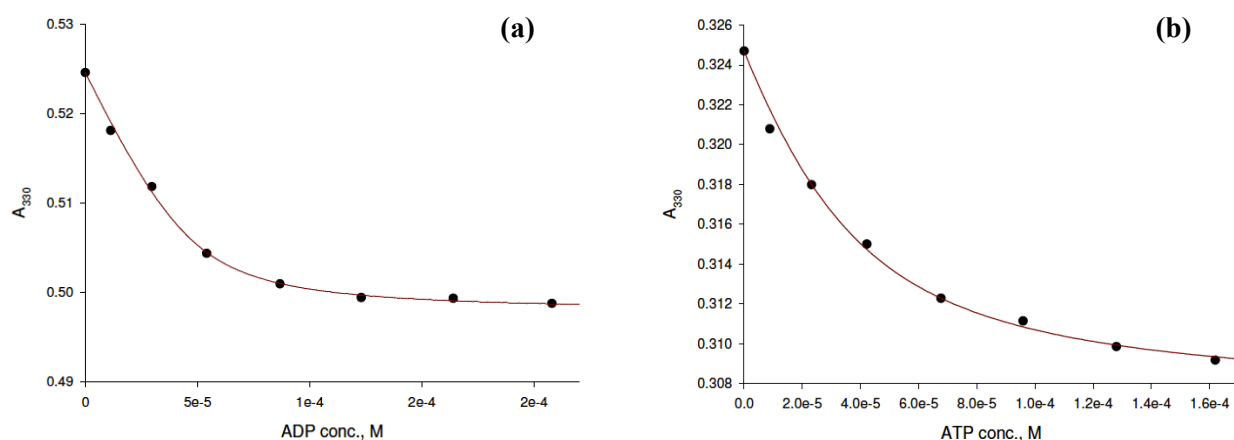 (a)
0.53
0.52
0.51
0.50
0.49
A330
0 5e-5 1e-4 2e-4 2e-4
ADP conc., M
(b)
0.326
0.324
0.322
0.320
0.318
0.316
0.314
0.312
0.310
0.308
A330
0.0 2.0e-5 4.0e-5 6.0e-5 8.0e-5 1.0e-4 1.2e-4 1.4e-4 1.6e-4
ATP conc., M